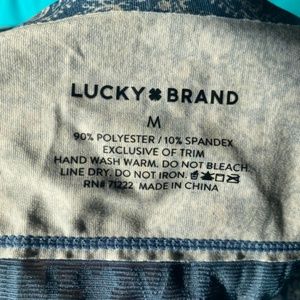 LUCKY BRAND
M
90% POLYESTER / 10% SPANDEX
EXCLUSIVE OF TRIM
HAND WASH WARM. DO NOT BLEACH.
LINE DRY. DO NOT IRON.
RN# 71222 MADE IN CHINA